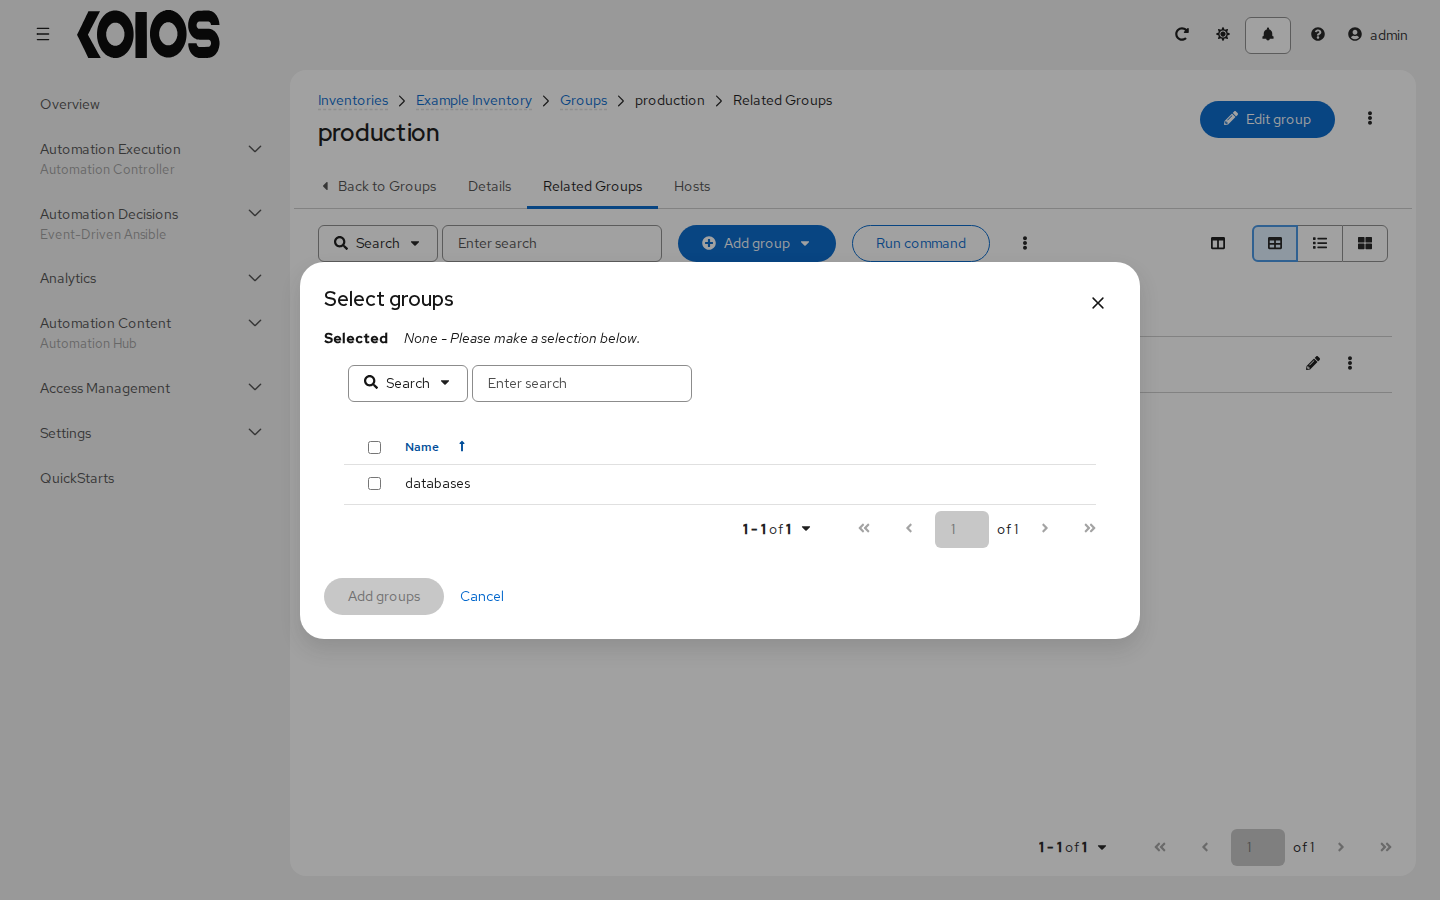 KOIOS
admin
Overview
Automation Execution
Automation Controller
Automation Decisions
Event-Driven Ansible
Analytics
Automation Content
Automation Hub
Access Management
Settings
QuickStarts
Inventories > Example Inventory > Groups > production > Related Groups
production
Edit group
Back to Groups Details Related Groups Hosts
Search Enter search Add group Run command
Select groups
Selected None - Please make a selection below.
Search Enter search
Name
databases
1 - 1 of 1 1 of 1
Add groups Cancel
1 - 1 of 1 1 of 1